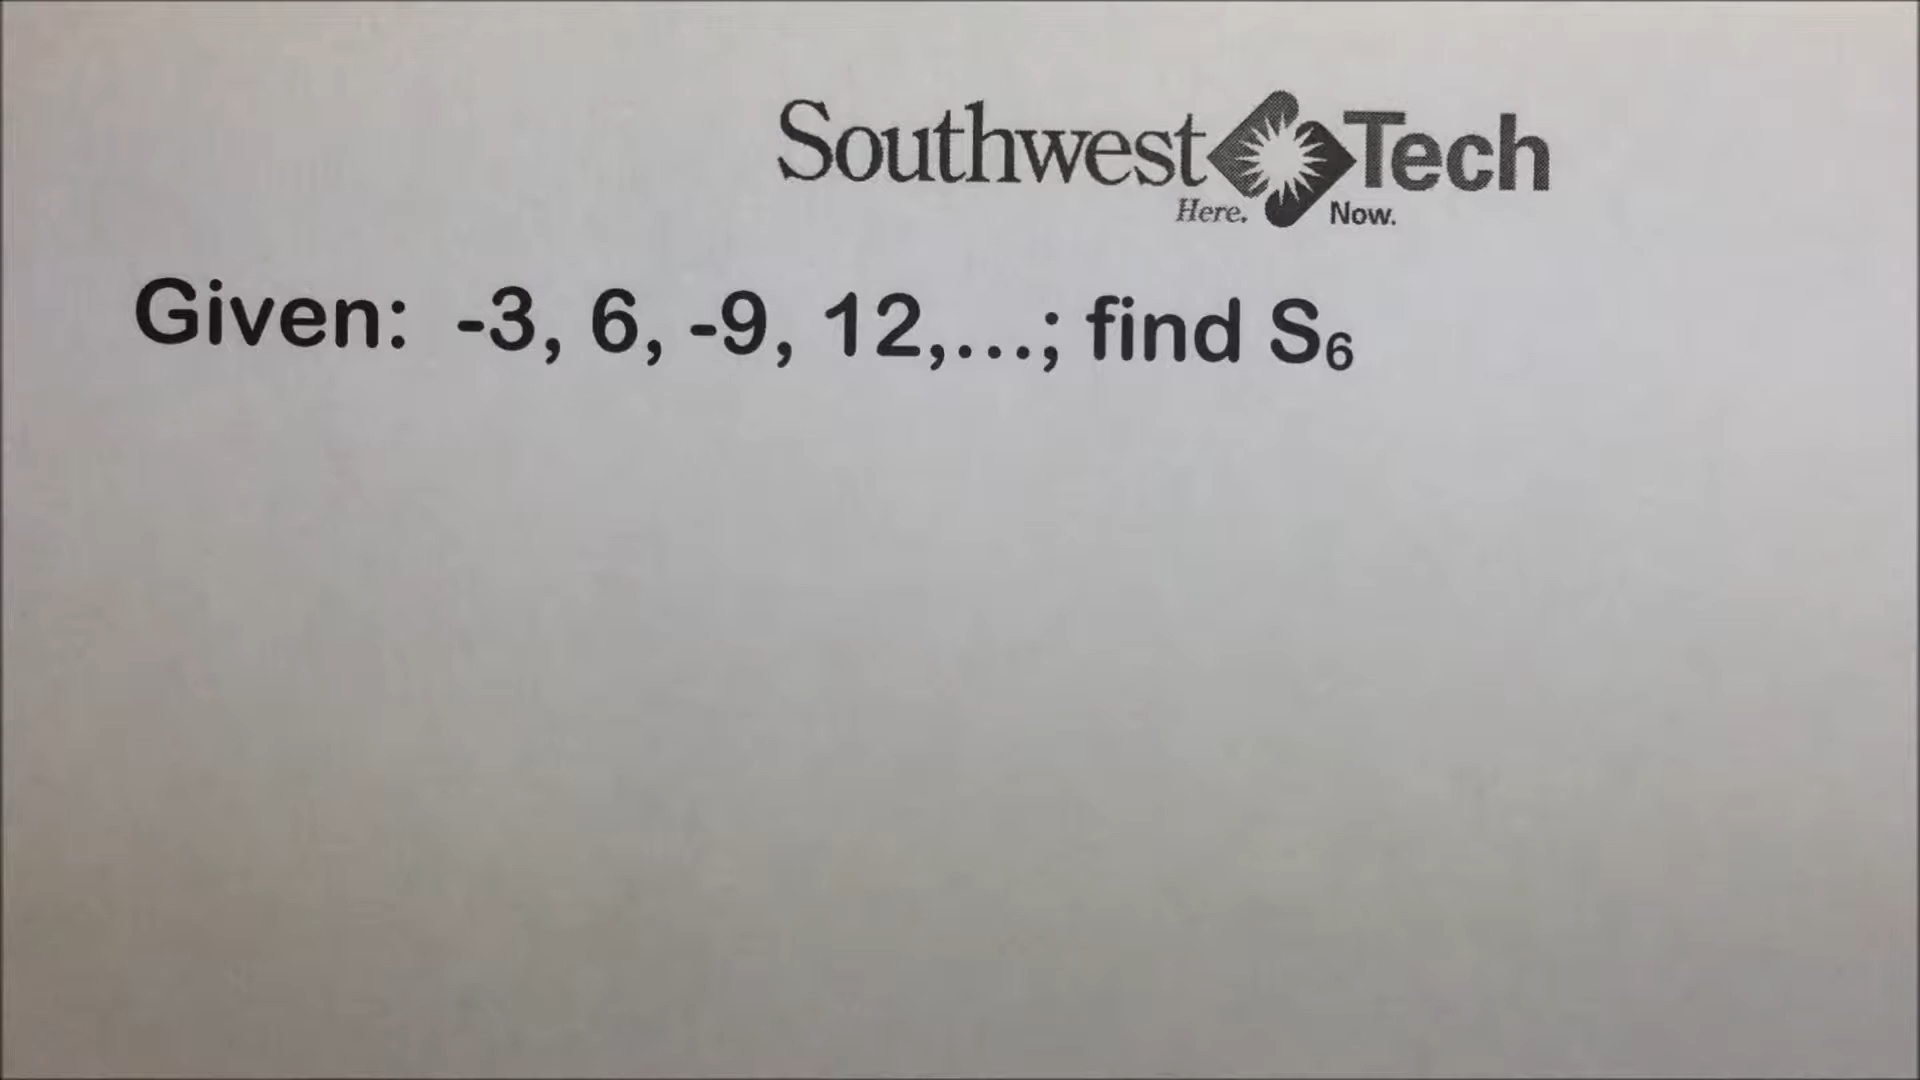 Southwest Tech
Here. Now.
Given: -3, 6, -9, 12,...; find S₆